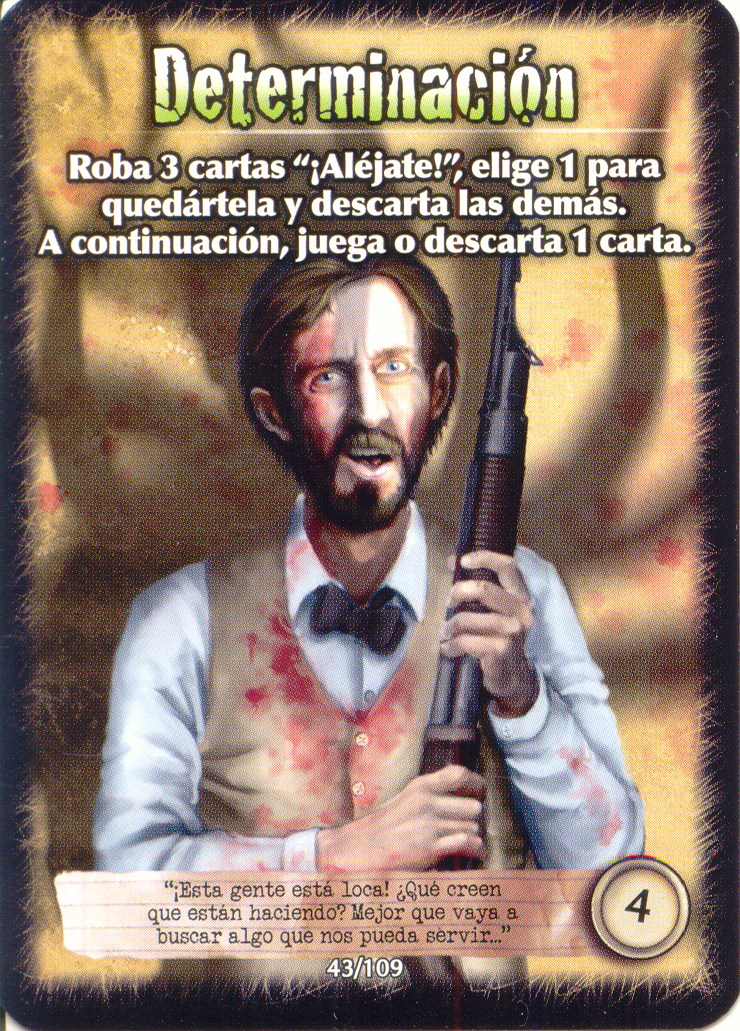 Determinación
Roba 3 cartas “¡Aléjate!”, elige 1 para
quedártela y descarta las demás.
A continuación, juega o descarta 1 carta.
“¡Esta gente está loca! ¿Qué creen
que están haciendo? Mejor que vaya a
buscar algo que nos pueda servir...”
4
43/109